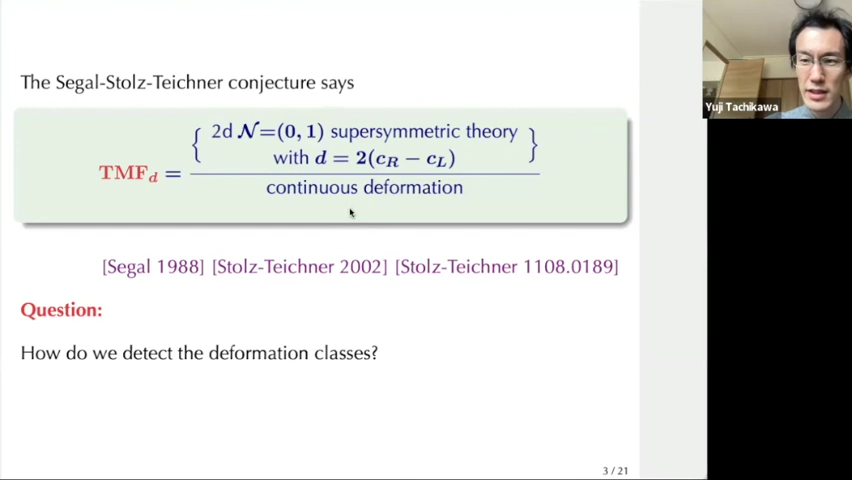 The Segal-Stolz-Teichner conjecture says
TMF_d = { 2d 𝒩=(0, 1) supersymmetric theory
with d = 2(c_R − c_L) }
continuous deformation
[Segal 1988] [Stolz-Teichner 2002] [Stolz-Teichner 1108.0189]
Question:
How do we detect the deformation classes?
3 / 21
Yuji Tachikawa